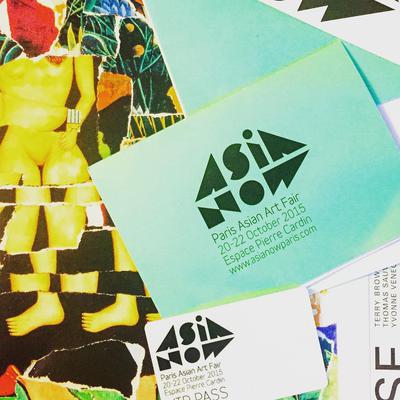 ASIA
NOW
Paris Asian Art Fair
20-22 October 2015
Espace Pierre Cardin
www.asianowparis.com
ASIA
NOW
Paris Asian Art Fair
20-22 October 2015
Espace Pierre Cardin
PASS
TERRY BROW
THOMAS SAUV
YVONNE VENE
SE